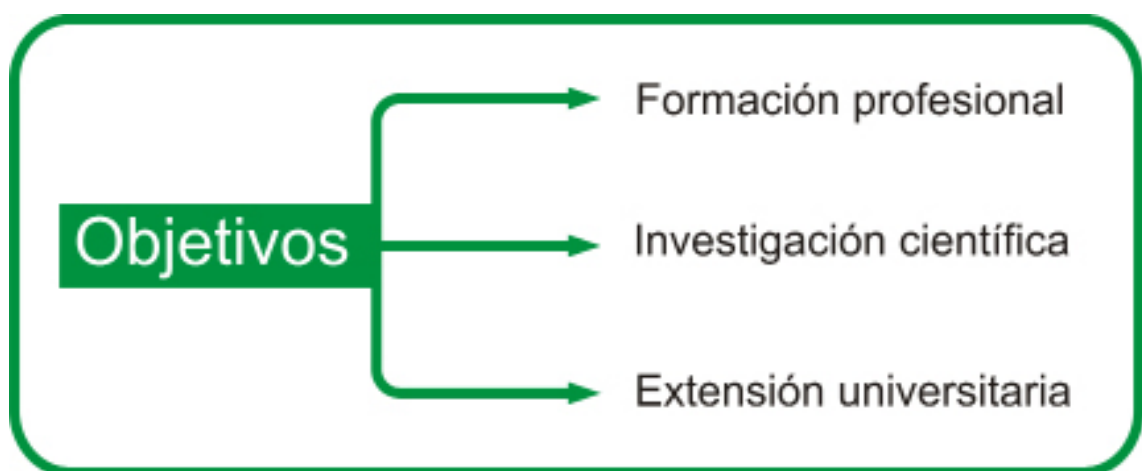 Formación profesional
Objetivos
Investigación científica
Extensión universitaria